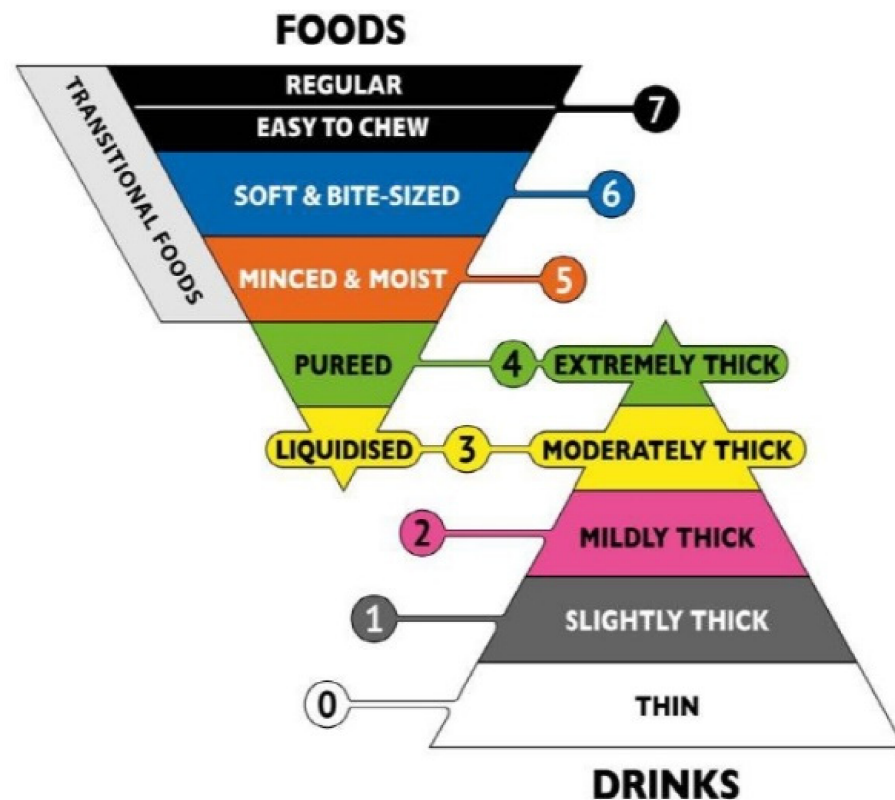 FOODS
REGULAR
EASY TO CHEW
7
TRANSITIONAL FOODS
SOFT & BITE-SIZED
6
MINCED & MOIST
5
PUREED
4
EXTREMELY THICK
LIQUIDISED
3
MODERATELY THICK
2
MILDLY THICK
1
SLIGHTLY THICK
0
THIN
DRINKS